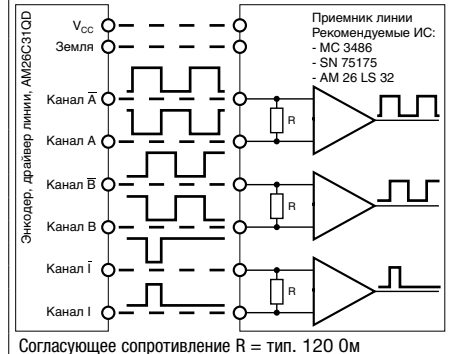 Энкодер, драйвер линии, AM26C31QD
VCC
Земля
Канал A̅
Канал A
Канал B̅
Канал B
Канал I̅
Канал I
Приемник линии
Рекомендуемые ИС:
- MC 3486
- SN 75175
- AM 26 LS 32
R
R
R
Согласующее сопротивление R = тип. 120 Ом